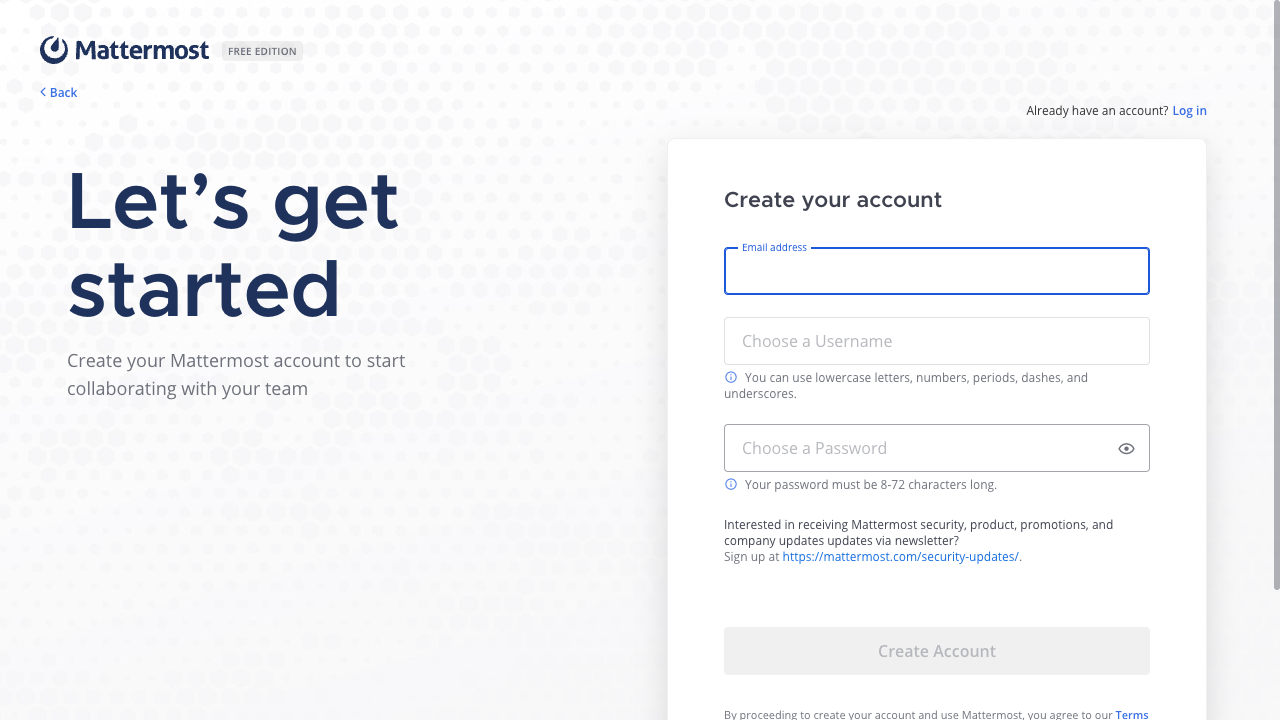 Mattermost FREE EDITION
Back
Already have an account? Log in
Let's get
started
Create your Mattermost account to start
collaborating with your team
Create your account
Email address
Choose a Username
You can use lowercase letters, numbers, periods, dashes, and
underscores.
Choose a Password
Your password must be 8-72 characters long.
Interested in receiving Mattermost security, product, promotions, and
company updates updates via newsletter?
Sign up at https://mattermost.com/security-updates/.
Create Account
By proceeding to create your account and use Mattermost, you agree to our Terms